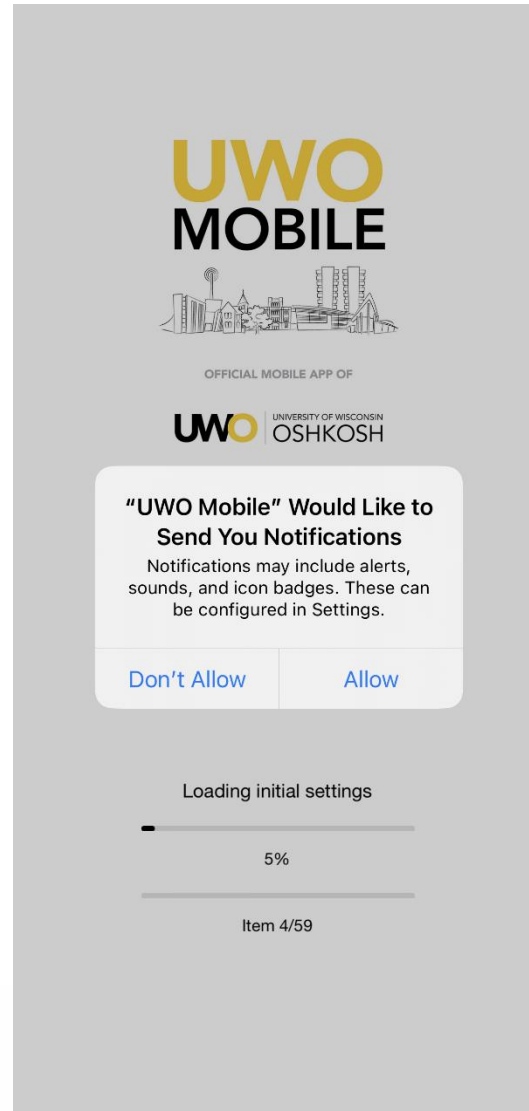 UWO
MOBILE
OFFICIAL MOBILE APP OF
UWO UNIVERSITY OF WISCONSIN
OSHKOSH
“UWO Mobile” Would Like to
Send You Notifications
Notifications may include alerts,
sounds, and icon badges. These can
be configured in Settings.
Don’t Allow Allow
Loading initial settings
5%
Item 4/59